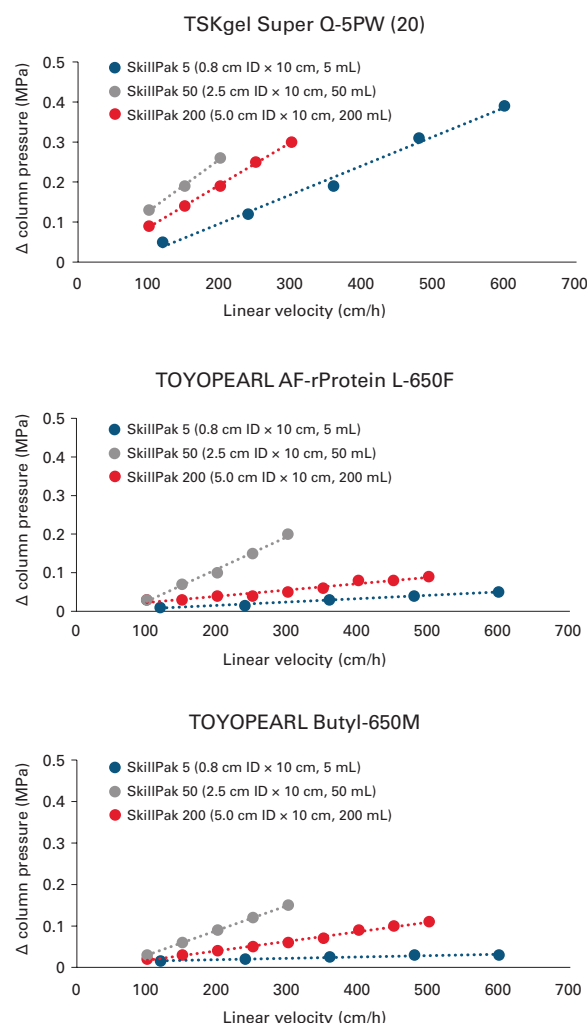 TSKgel Super Q-5PW (20)
Δ column pressure (MPa)
0.5
0.4
0.3
0.2
0.1
0
SkillPak 5 (0.8 cm ID × 10 cm, 5 mL)
SkillPak 50 (2.5 cm ID × 10 cm, 50 mL)
SkillPak 200 (5.0 cm ID × 10 cm, 200 mL)
0 100 200 300 400 500 600 700
Linear velocity (cm/h)
TOYOPEARL AF-rProtein L-650F
Δ column pressure (MPa)
0.5
0.4
0.3
0.2
0.1
0
SkillPak 5 (0.8 cm ID × 10 cm, 5 mL)
SkillPak 50 (2.5 cm ID × 10 cm, 50 mL)
SkillPak 200 (5.0 cm ID × 10 cm, 200 mL)
0 100 200 300 400 500 600 700
Linear velocity (cm/h)
TOYOPEARL Butyl-650M
Δ column pressure (MPa)
0.5
0.4
0.3
0.2
0.1
0
SkillPak 5 (0.8 cm ID × 10 cm, 5 mL)
SkillPak 50 (2.5 cm ID × 10 cm, 50 mL)
SkillPak 200 (5.0 cm ID × 10 cm, 200 mL)
0 100 200 300 400 500 600 700
Linear velocity (cm/h)